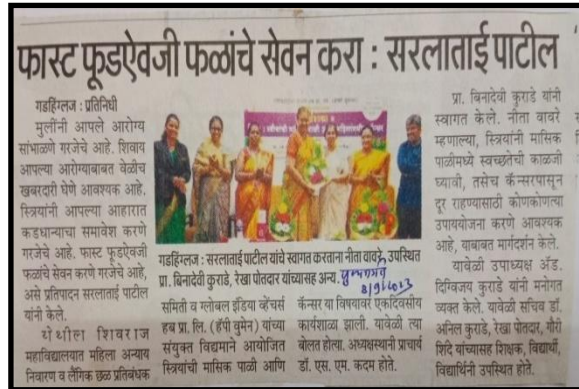 फास्ट फूडऐवजी फळांचे सेवन करा : सरलाताई पाटील
गडहिंग्लज : प्रतिनिधी
मुलींनी आपले आरोग्य
सांभाळणे गरजेचे आहे. शिवाय
आपल्या आरोग्याबाबत वेळीच
खबरदारी घेणे आवश्यक आहे.
स्त्रियांनी आपल्या आहारात
कडधान्याचा समावेश करणे
गरजेचे आहे. फास्ट फूडऐवजी
फळांचे सेवन करणे गरजेचे आहे,
असे प्रतिपादन सरलाताई पाटील
यांनी केले.
येथील शिवराज
महाविद्यालयात महिला अन्याय
निवारण व लैंगिक छळ प्रतिबंधक
गडहिंग्लज : सरलाताई पाटील यांचे स्वागत करताना नीता वावरे. उपस्थित
प्रा. बिनादेवी कुराडे, रेखा पोतदार यांच्यासह अन्य.
समिती व ग्लोबल इंडिया व्हेंचर्स
हब प्रा. लि. (हॅपी वुमेन) यांच्या
संयुक्त विद्यमाने आयोजित
स्त्रियांची मासिक पाळी आणि
कॅन्सर या विषयावर एकदिवसीय
कार्यशाळा झाली. यावेळी त्या
बोलत होत्या. अध्यक्षस्थानी प्राचार्य
डॉ. एस. एम. कदम होते.
प्रा. बिनादेवी कुराडे यांनी
स्वागत केले. नीता वावरे
म्हणाल्या, स्त्रियांनी मासिक
पाळीमध्ये स्वच्छतेची काळजी
घ्यावी, तसेच कॅन्सरपासून
दूर राहण्यासाठी कोणकोणत्या
उपाययोजना करणे आवश्यक
आहे, याबाबत मार्गदर्शन केले.
यावेळी उपाध्यक्ष ॲड.
दिग्विजय कुराडे यांनी मनोगत
व्यक्त केले. यावेळी सचिव डॉ.
अनिल कुराडे, रेखा पोतदार, गौरी
शिंदे यांच्यासह शिक्षक, विद्यार्थी,
विद्यार्थिनी उपस्थित होते.